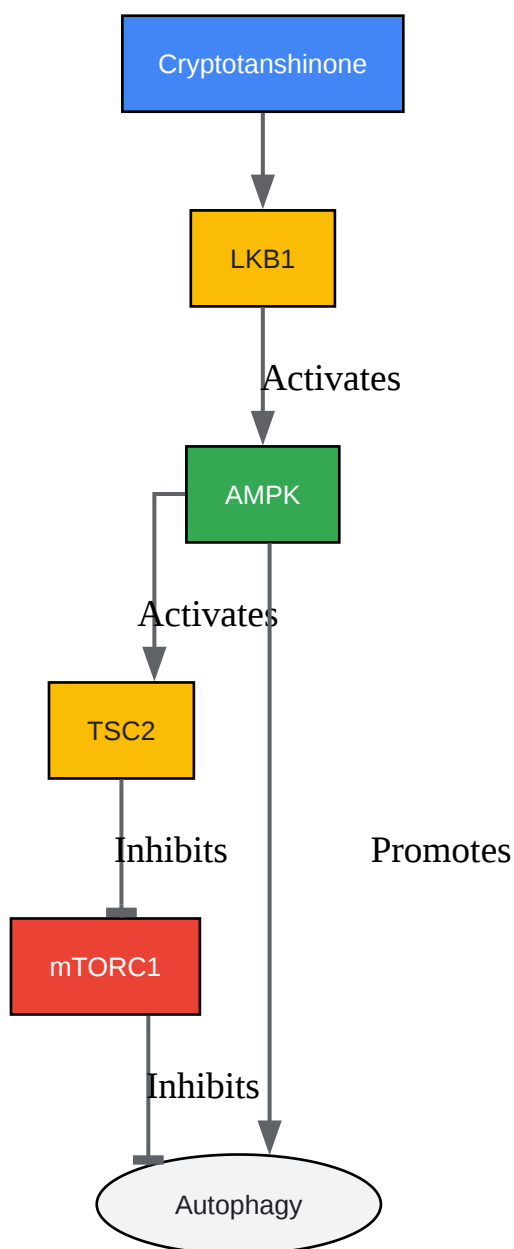 Cryptotanshinone
LKB1
Activates
AMPK
Activates
TSC2
Inhibits
Promotes
mTORC1
Inhibits
Autophagy